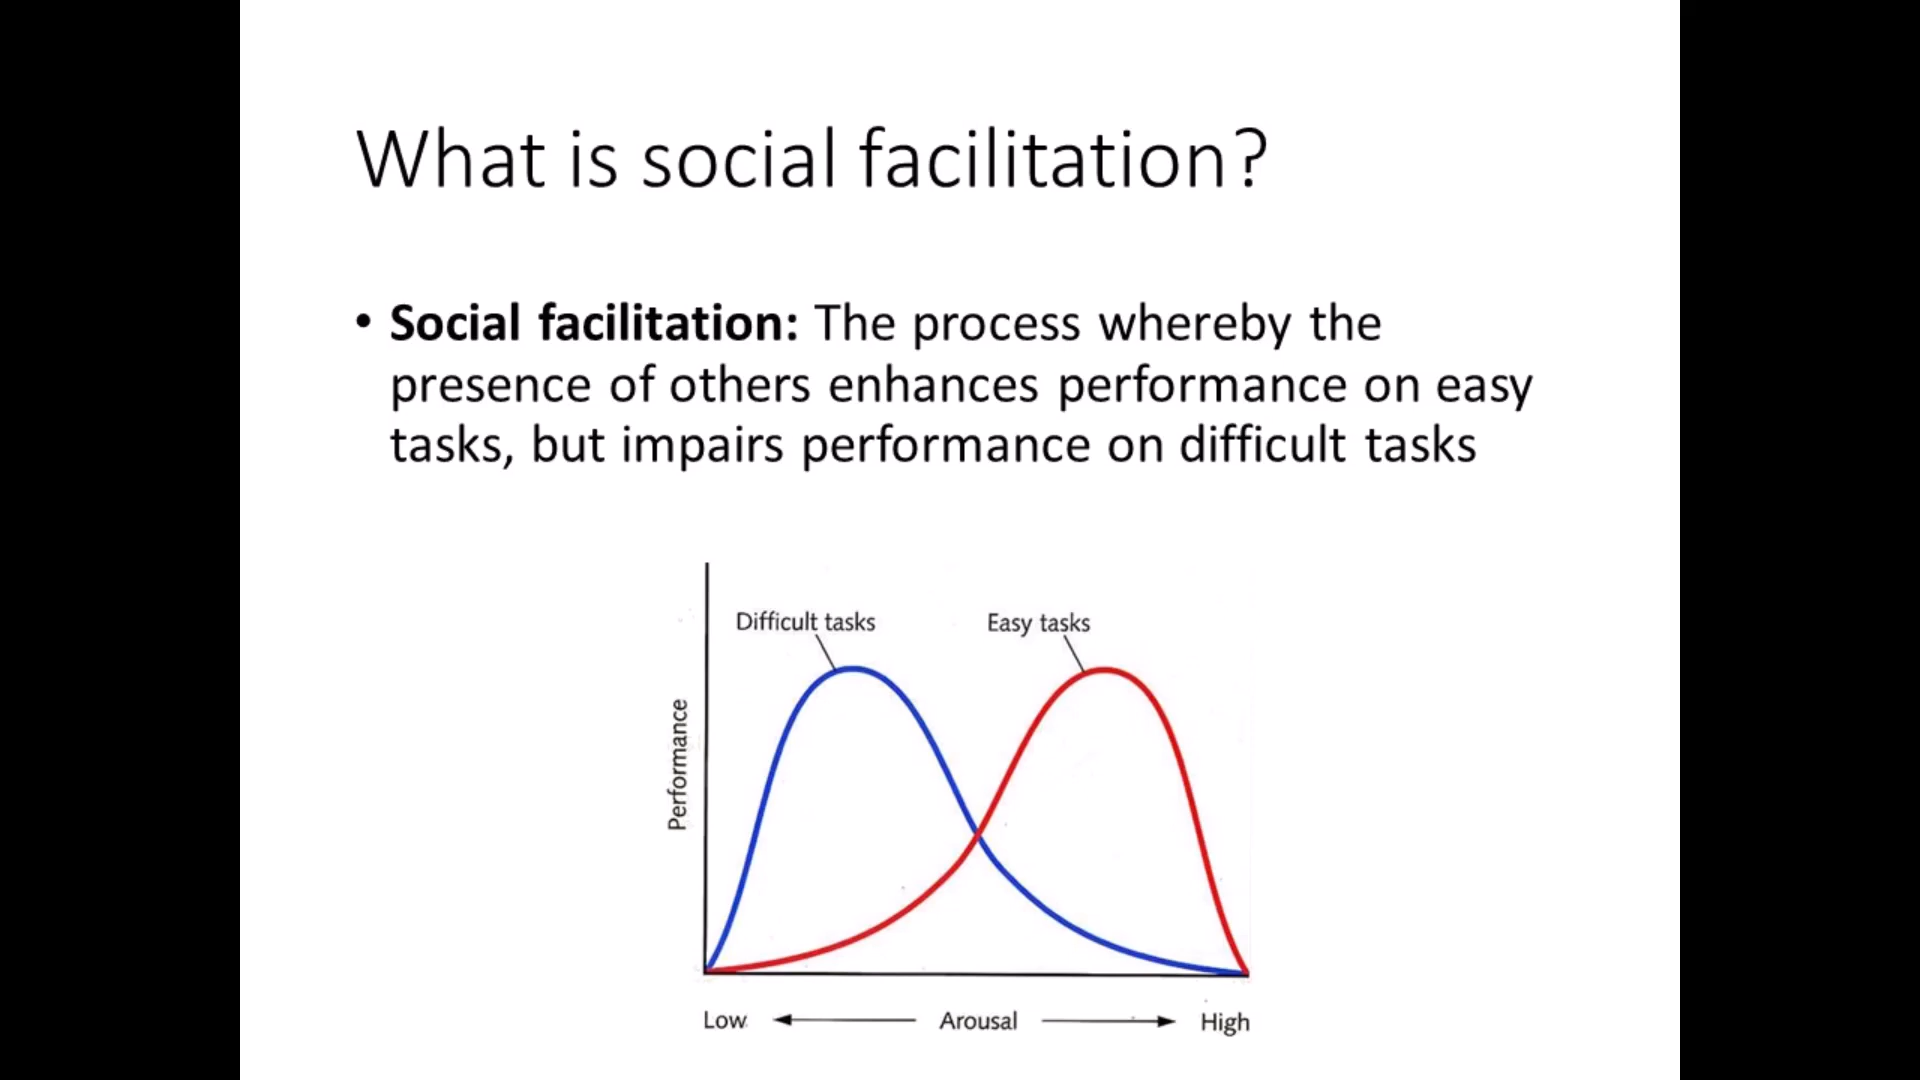 What is social facilitation?
• Social facilitation: The process whereby the
presence of others enhances performance on easy
tasks, but impairs performance on difficult tasks
Difficult tasks
Easy tasks
Performance
Low
Arousal
High